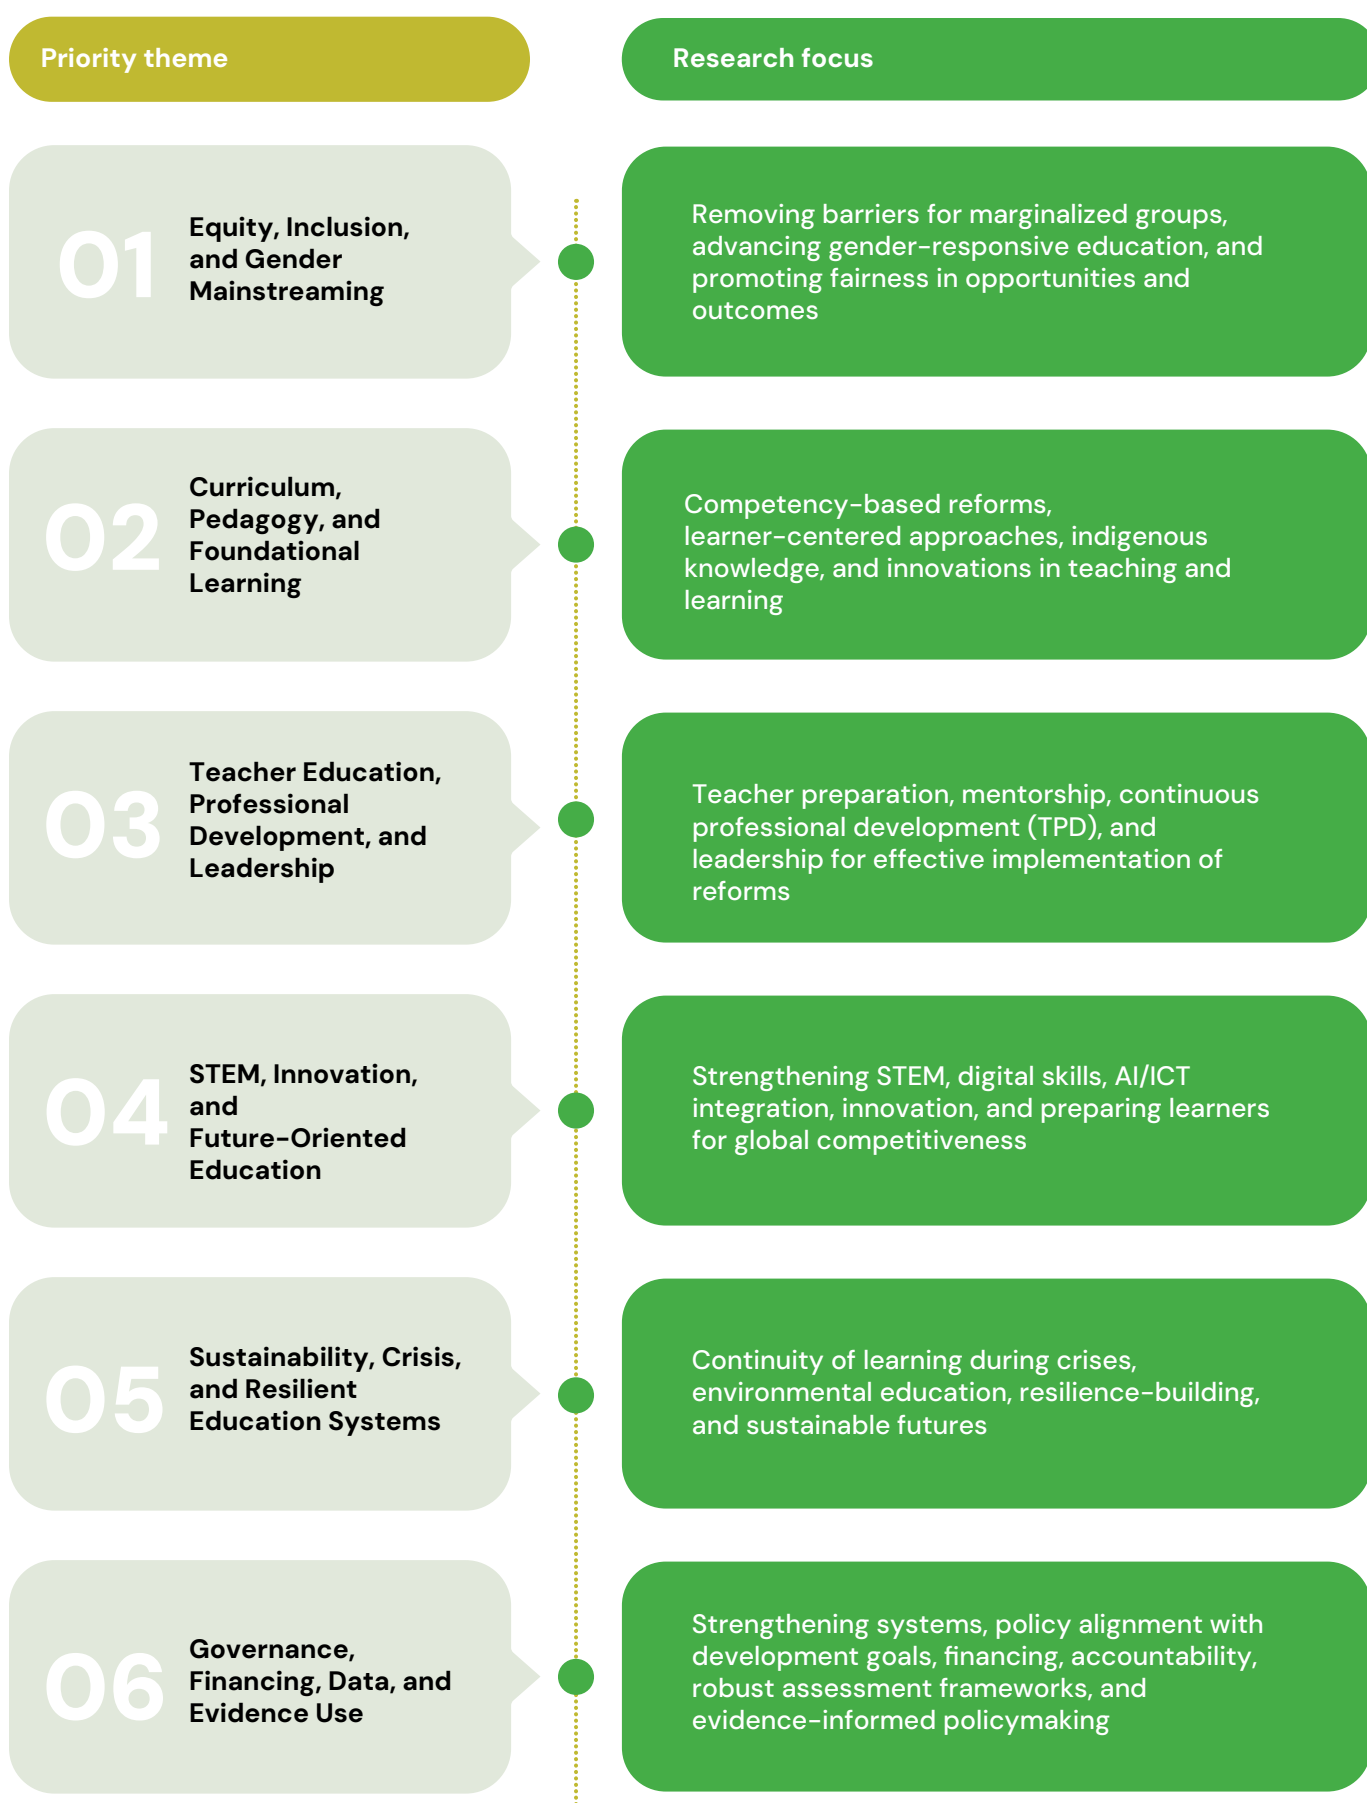 Priority theme
Research focus
01
Equity, Inclusion,
and Gender
Mainstreaming
Removing barriers for marginalized groups,
advancing gender-responsive education, and
promoting fairness in opportunities and
outcomes
02
Curriculum,
Pedagogy, and
Foundational
Learning
Competency-based reforms,
learner-centered approaches, indigenous
knowledge, and innovations in teaching and
learning
03
Teacher Education,
Professional
Development, and
Leadership
Teacher preparation, mentorship, continuous
professional development (TPD), and
leadership for effective implementation of
reforms
04
STEM, Innovation,
and
Future-Oriented
Education
Strengthening STEM, digital skills, AI/ICT
integration, innovation, and preparing learners
for global competitiveness
05
Sustainability, Crisis,
and Resilient
Education Systems
Continuity of learning during crises,
environmental education, resilience-building,
and sustainable futures
06
Governance,
Financing, Data, and
Evidence Use
Strengthening systems, policy alignment with
development goals, financing, accountability,
robust assessment frameworks, and
evidence-informed policymaking